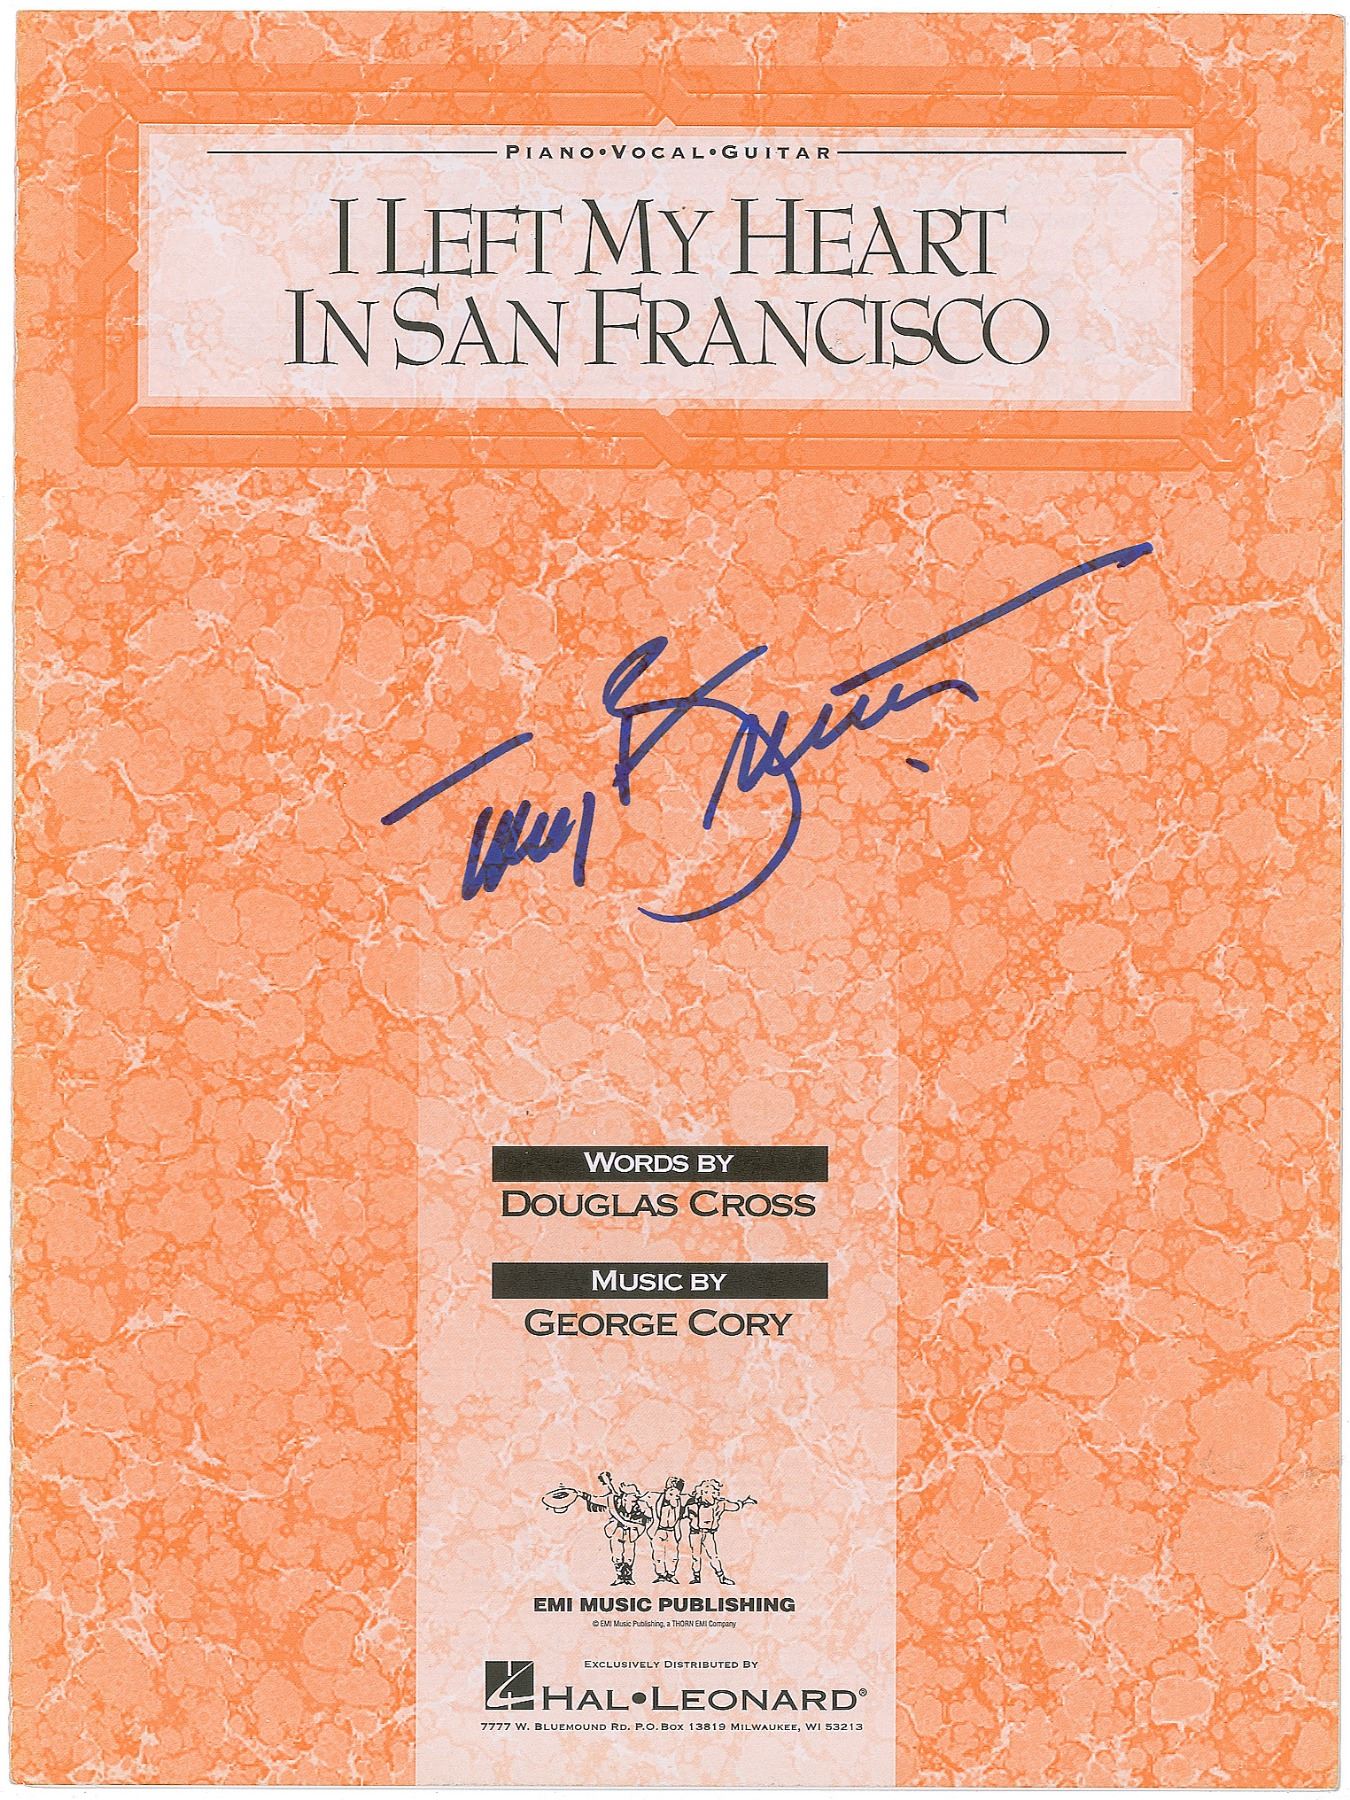 PIANO•VOCAL•GUITAR
I LEFT MY HEART
IN SAN FRANCISCO
Tony Bennett
WORDS BY
DOUGLAS CROSS
MUSIC BY
GEORGE CORY
EMI MUSIC PUBLISHING
© EMI Music Publishing, a THORN EMI Company
EXCLUSIVELY DISTRIBUTED BY
HAL•LEONARD®
7777 W. BLUEMOUND RD. P.O. BOX 13819 MILWAUKEE, WI 53213